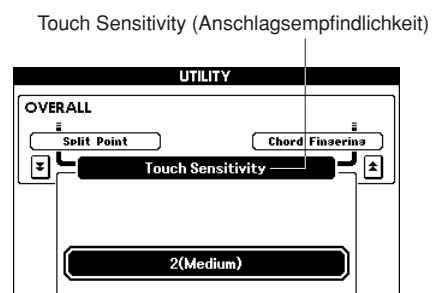 Touch Sensitivity (Anschlagsempfindlichkeit)
UTILITY
OVERALL
Split Point Chord Fingering
Touch Sensitivity
2(Medium)